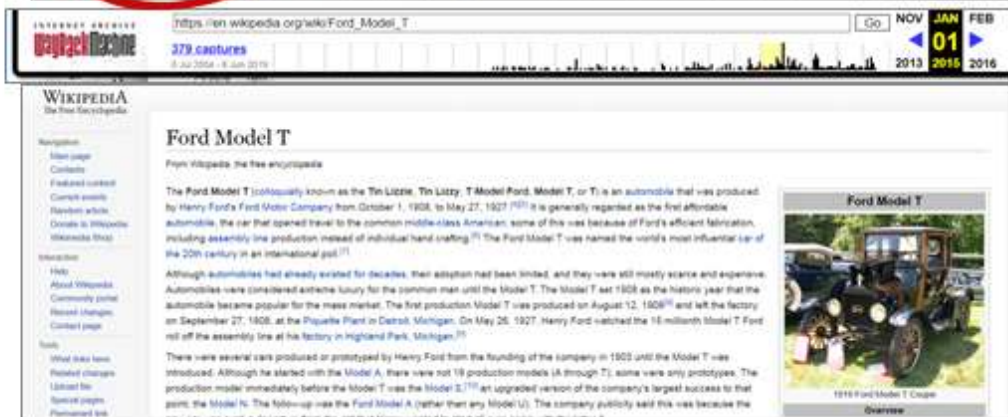 INTERNET ARCHIVE
WayBackMachine
https://en.wikipedia.org/wiki/Ford_Model_T
Go
NOV JAN FEB
379 captures
5 Jul 2004 - 6 Jun 2019
01
2013 2015 2016
WIKIPEDIA
The Free Encyclopedia
Navigation
Main page
Contents
Featured content
Current events
Random article
Donate to Wikipedia
Wikimedia Shop
Interaction
Help
About Wikipedia
Community portal
Recent changes
Contact page
Tools
What links here
Related changes
Upload file
Special pages
Permanent link
Ford Model T
From Wikipedia, the free encyclopedia
The Ford Model T (colloquially known as the Tin Lizzie, Tin Lizzy, T-Model Ford, Model T, or T) is an automobile that was produced
by Henry Ford's Ford Motor Company from October 1, 1908, to May 27, 1927. It is generally regarded as the first affordable
automobile, the car that opened travel to the common middle-class American; some of this was because of Ford's efficient fabrication,
including assembly line production instead of individual hand crafting. The Ford Model T was named the world's most influential car of
the 20th century in an international poll.
Although automobiles had already existed for decades, their adoption had been limited, and they were still mostly scarce and expensive.
Automobiles were considered extreme luxury for the common man until the Model T. The Model T set 1908 as the historic year that the
automobile became popular for the mass market. The first production Model T was produced on August 12, 1908 and left the factory
on September 27, 1908, at the Piquette Plant in Detroit, Michigan. On May 26, 1927, Henry Ford watched the 15 millionth Model T Ford
roll off the assembly line at his factory in Highland Park, Michigan.
There were several cars produced or prototyped by Henry Ford from the founding of the company in 1903 until the Model T was
introduced. Although he started with the Model A, there were not 19 production models (A through T); some were only prototypes. The
production model immediately before the Model T was the Model S, an upgraded version of the company's largest success to that
point, the Model N. The follow-up was the Ford Model A (rather than any Model U). The company publicity said this was because the
Ford Model T
1919 Ford Model T Coupe
Overview